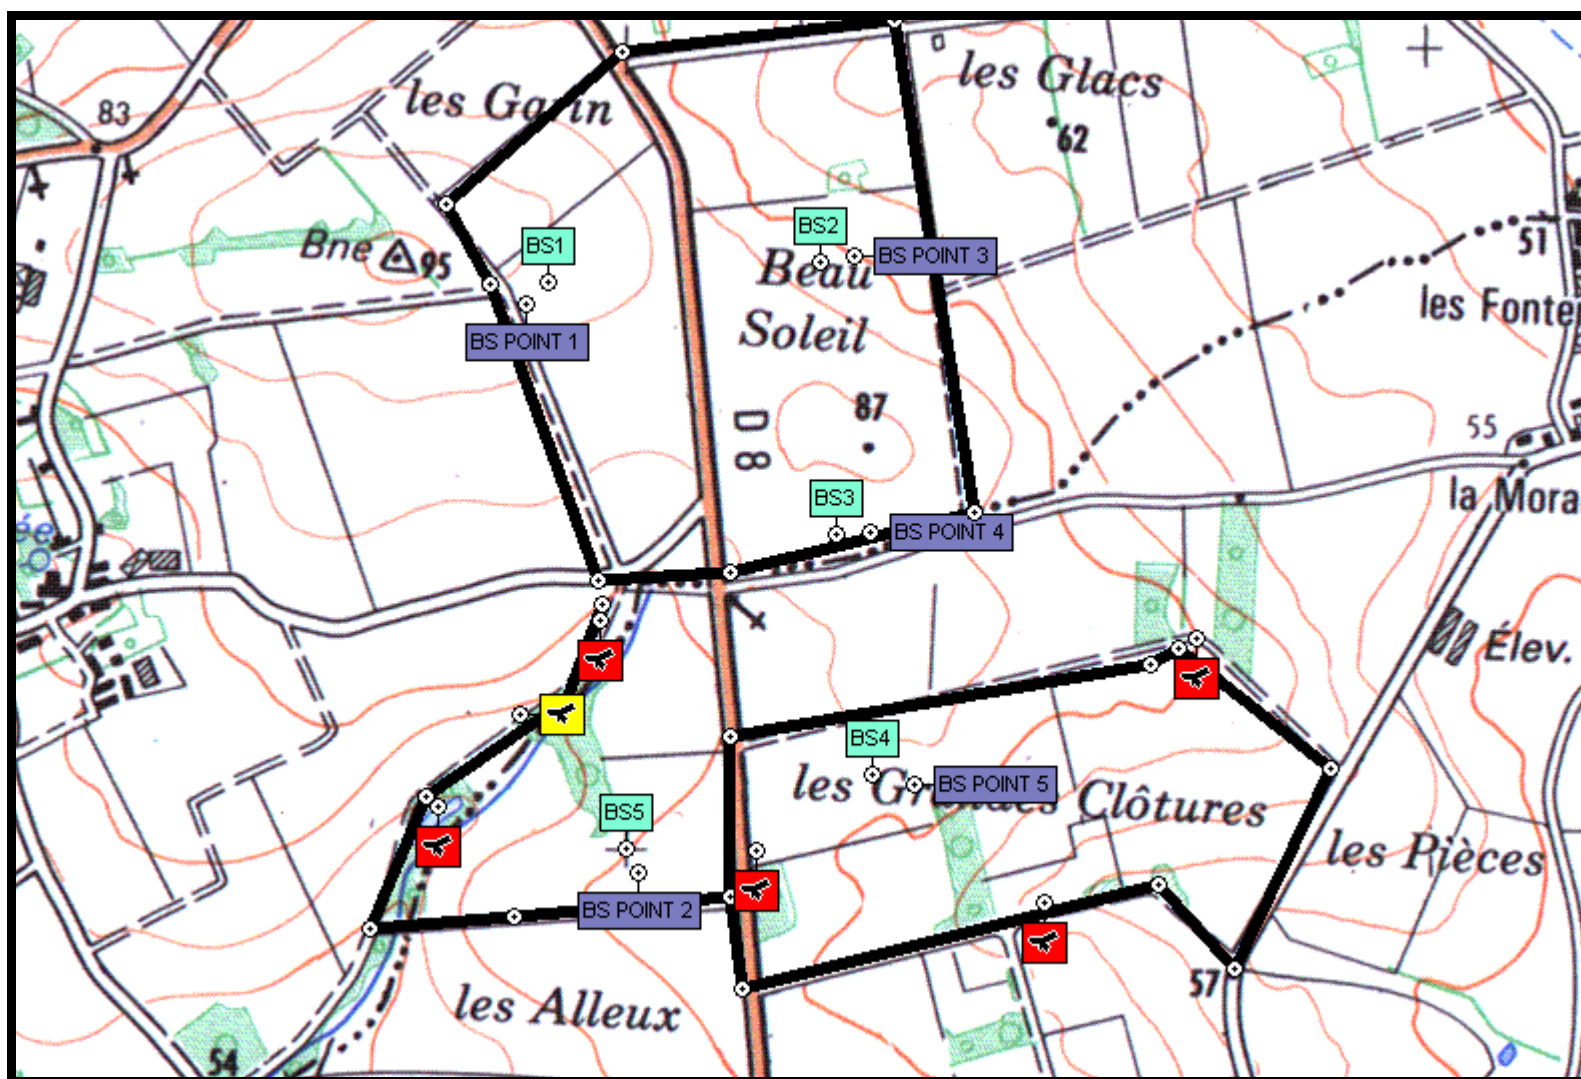 les Garin
les Glacs
83
62
BS1
BS2
Bne
95
BS POINT 3
51
Beau
Soleil
les Fonte
BS POINT 1
87
D 8
55
BS3
la Mora
BS POINT 4
ée
Élev.
BS4
BS POINT 5
les Grandes Clôtures
BS5
les Pièces
BS POINT 2
57
les Alleux
54